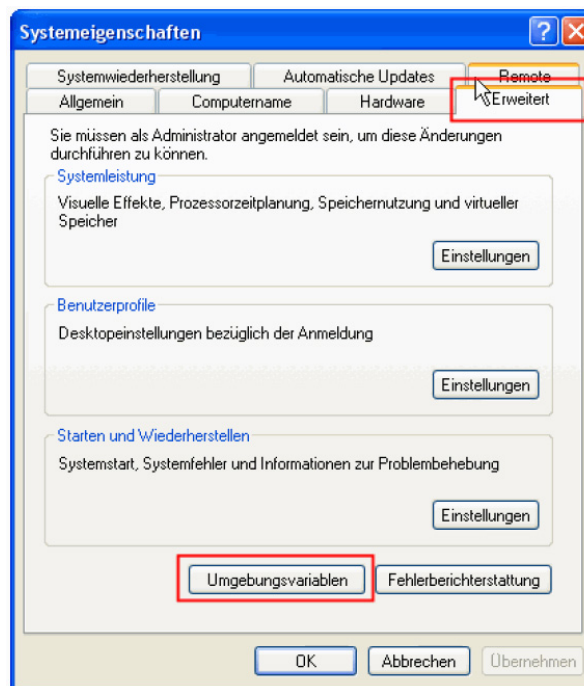 Systemeigenschaften
Systemwiederherstellung Automatische Updates Remote
Allgemein Computername Hardware Erweitert
Sie müssen als Administrator angemeldet sein, um diese Änderungen
durchführen zu können.
Systemleistung
Visuelle Effekte, Prozessorzeitplanung, Speichernutzung und virtueller
Speicher
Einstellungen
Benutzerprofile
Desktopeinstellungen bezüglich der Anmeldung
Einstellungen
Starten und Wiederherstellen
Systemstart, Systemfehler und Informationen zur Problembehebung
Einstellungen
Umgebungsvariablen Fehlerberichterstattung
OK Abbrechen Übernehmen